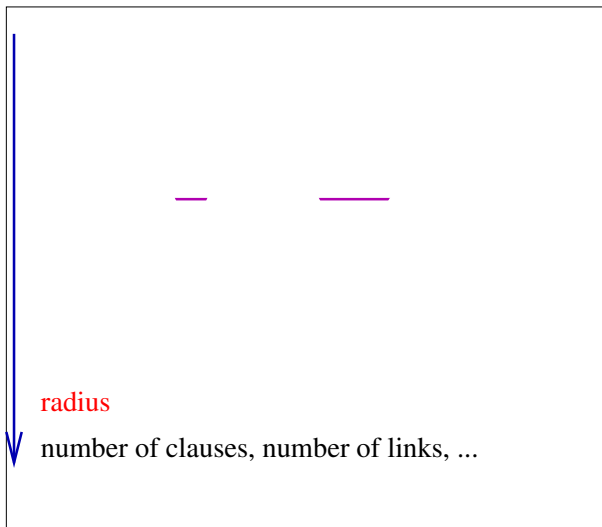 radius
number of clauses, number of links, ...